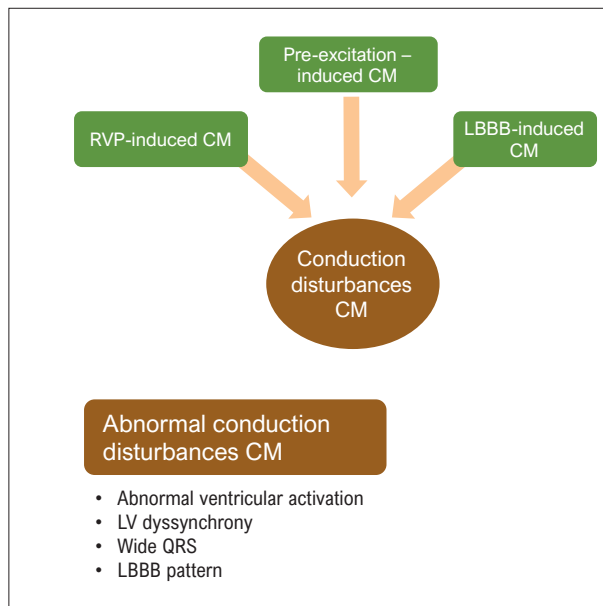 Pre-excitation –
induced CM
RVP-induced CM
LBBB-induced
CM
Conduction
disturbances
CM
Abnormal conduction
disturbances CM
• Abnormal ventricular activation
• LV dyssynchrony
• Wide QRS
• LBBB pattern